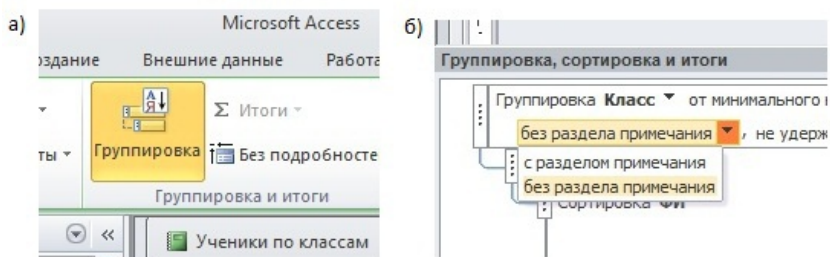 а)
Microsoft Access
оздание Внешние данные Работа
Σ Итоги
ты Группировка Без подробносте
Группировка и итоги
Ученики по классам
б)
Группировка, сортировка и итоги
Группировка Класс от минимального
без раздела примечания , не удерж
с разделом примечания
без раздела примечания
Сортировка ФИ